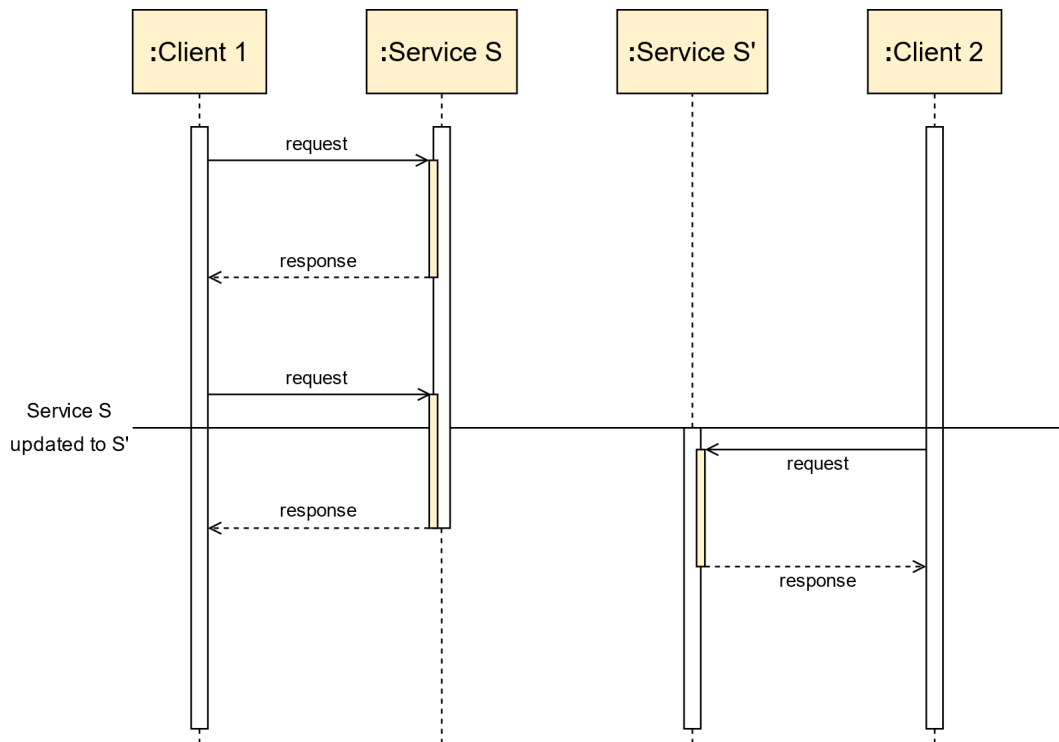 :Client 1
:Service S
:Service S'
:Client 2
request
response
request
Service S
updated to S'
request
response
response